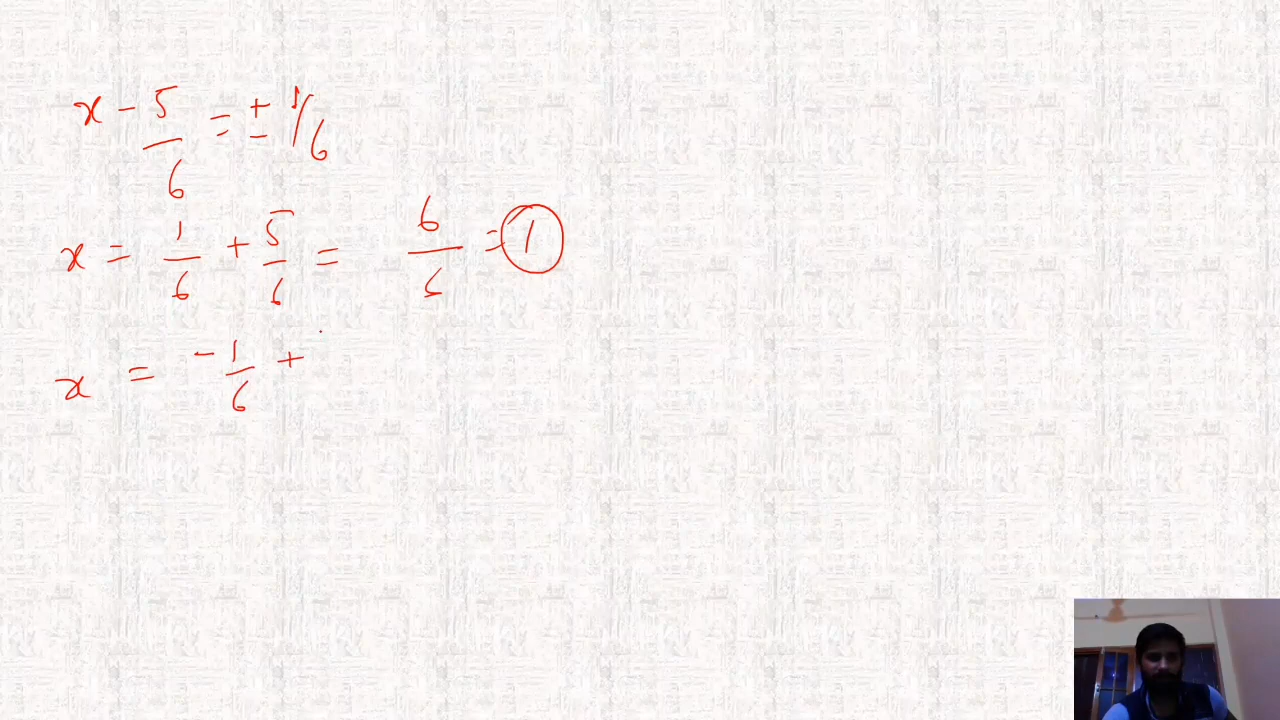 x - 5/6 = ± 1/6
x = 1/6 + 5/6 = 6/6 = 1
x = -1/6 +